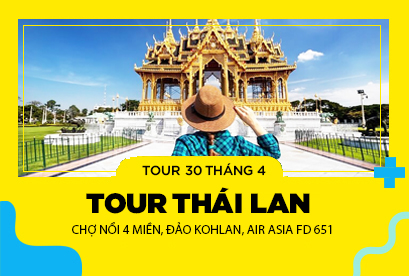 TOUR 30 THÁNG 4
TOUR THÁI LAN
CHỢ NỔI 4 MIỀN, ĐẢO KOHLAN, AIR ASIA FD 651